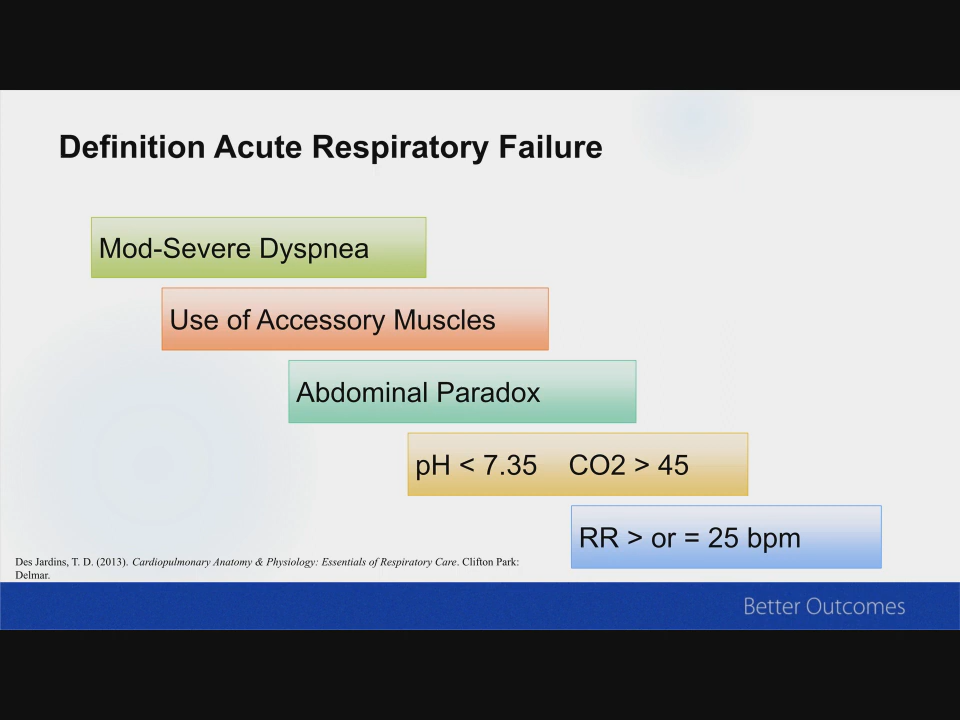 Definition Acute Respiratory Failure
Mod-Severe Dyspnea
Use of Accessory Muscles
Abdominal Paradox
pH < 7.35    CO2 > 45
RR > or = 25 bpm
Des Jardins, T. D. (2013). Cardiopulmonary Anatomy & Physiology: Essentials of Respiratory Care. Clifton Park:
Delmar.
Better Outcomes